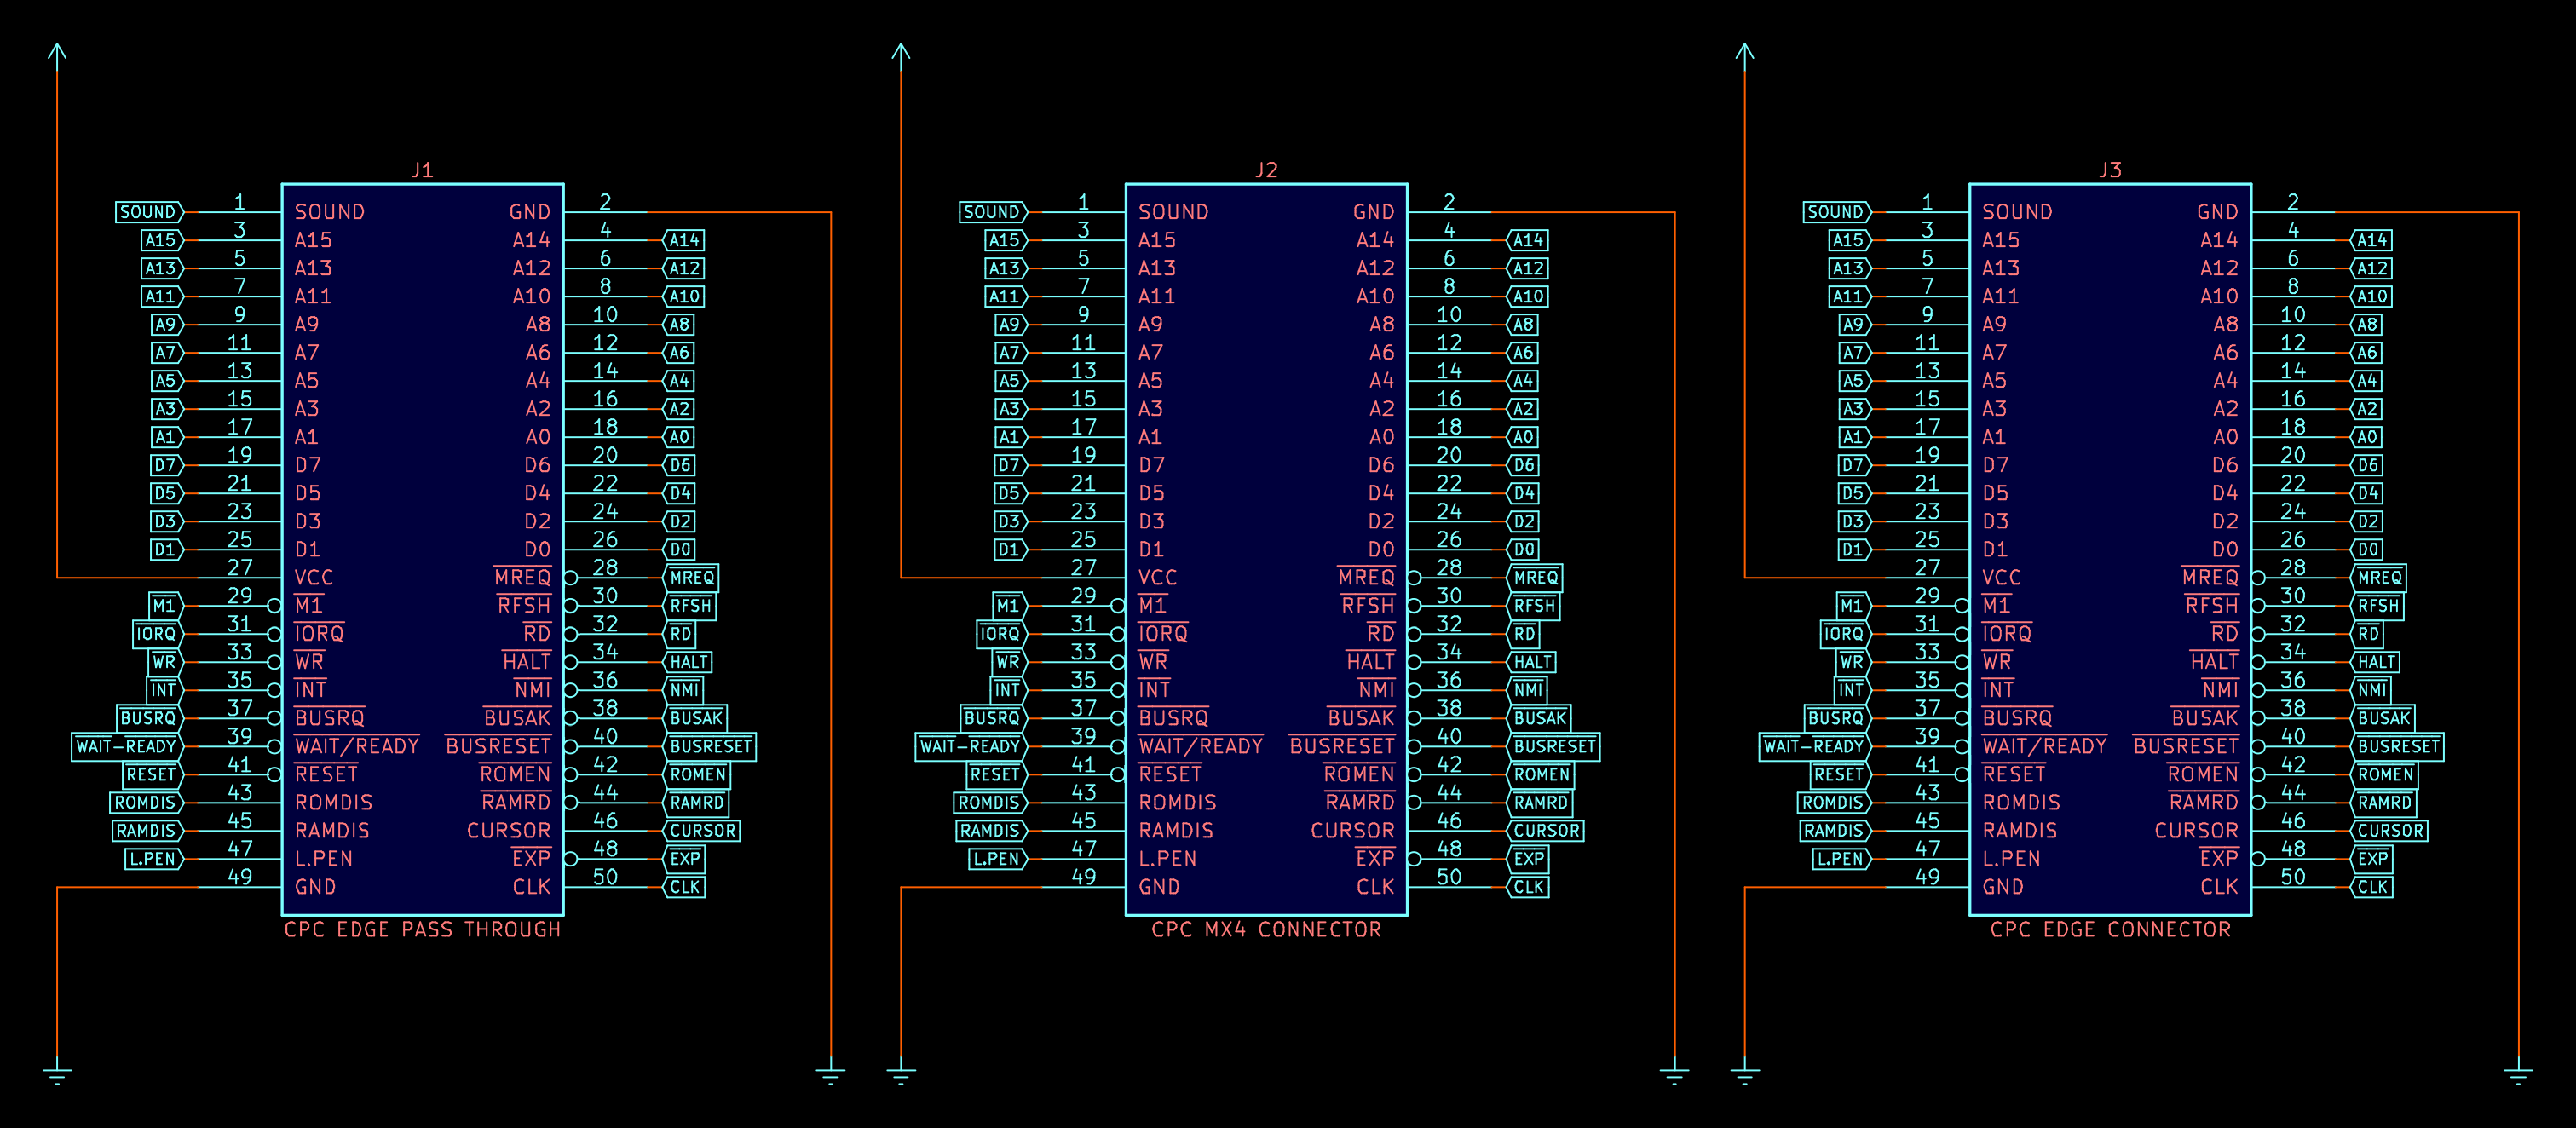 J1
SOUND 1 SOUND GND 2
A15 3 A15 A14 4 A14
A13 5 A13 A12 6 A12
A11 7 A11 A10 8 A10
A9 9 A9 A8 10 A8
A7 11 A7 A6 12 A6
A5 13 A5 A4 14 A4
A3 15 A3 A2 16 A2
A1 17 A1 A0 18 A0
D7 19 D7 D6 20 D6
D5 21 D5 D4 22 D4
D3 23 D3 D2 24 D2
D1 25 D1 D0 26 D0
27 VCC MREQ 28 MREQ
M1 29 M1 RFSH 30 RFSH
IORQ 31 IORQ RD 32 RD
WR 33 WR HALT 34 HALT
INT 35 INT NMI 36 NMI
BUSRQ 37 BUSRQ BUSAK 38 BUSAK
WAIT-READY 39 WAIT/READY BUSRESET 40 BUSRESET
RESET 41 RESET ROMEN 42 ROMEN
ROMDIS 43 ROMDIS RAMRD 44 RAMRD
RAMDIS 45 RAMDIS CURSOR 46 CURSOR
L.PEN 47 L.PEN EXP 48 EXP
49 GND CLK 50 CLK
CPC EDGE PASS THROUGH
J2
SOUND 1 SOUND GND 2
A15 3 A15 A14 4 A14
A13 5 A13 A12 6 A12
A11 7 A11 A10 8 A10
A9 9 A9 A8 10 A8
A7 11 A7 A6 12 A6
A5 13 A5 A4 14 A4
A3 15 A3 A2 16 A2
A1 17 A1 A0 18 A0
D7 19 D7 D6 20 D6
D5 21 D5 D4 22 D4
D3 23 D3 D2 24 D2
D1 25 D1 D0 26 D0
27 VCC MREQ 28 MREQ
M1 29 M1 RFSH 30 RFSH
IORQ 31 IORQ RD 32 RD
WR 33 WR HALT 34 HALT
INT 35 INT NMI 36 NMI
BUSRQ 37 BUSRQ BUSAK 38 BUSAK
WAIT-READY 39 WAIT/READY BUSRESET 40 BUSRESET
RESET 41 RESET ROMEN 42 ROMEN
ROMDIS 43 ROMDIS RAMRD 44 RAMRD
RAMDIS 45 RAMDIS CURSOR 46 CURSOR
L.PEN 47 L.PEN EXP 48 EXP
49 GND CLK 50 CLK
CPC MX4 CONNECTOR
J3
SOUND 1 SOUND GND 2
A15 3 A15 A14 4 A14
A13 5 A13 A12 6 A12
A11 7 A11 A10 8 A10
A9 9 A9 A8 10 A8
A7 11 A7 A6 12 A6
A5 13 A5 A4 14 A4
A3 15 A3 A2 16 A2
A1 17 A1 A0 18 A0
D7 19 D7 D6 20 D6
D5 21 D5 D4 22 D4
D3 23 D3 D2 24 D2
D1 25 D1 D0 26 D0
27 VCC MREQ 28 MREQ
M1 29 M1 RFSH 30 RFSH
IORQ 31 IORQ RD 32 RD
WR 33 WR HALT 34 HALT
INT 35 INT NMI 36 NMI
BUSRQ 37 BUSRQ BUSAK 38 BUSAK
WAIT-READY 39 WAIT/READY BUSRESET 40 BUSRESET
RESET 41 RESET ROMEN 42 ROMEN
ROMDIS 43 ROMDIS RAMRD 44 RAMRD
RAMDIS 45 RAMDIS CURSOR 46 CURSOR
L.PEN 47 L.PEN EXP 48 EXP
49 GND CLK 50 CLK
CPC EDGE CONNECTOR